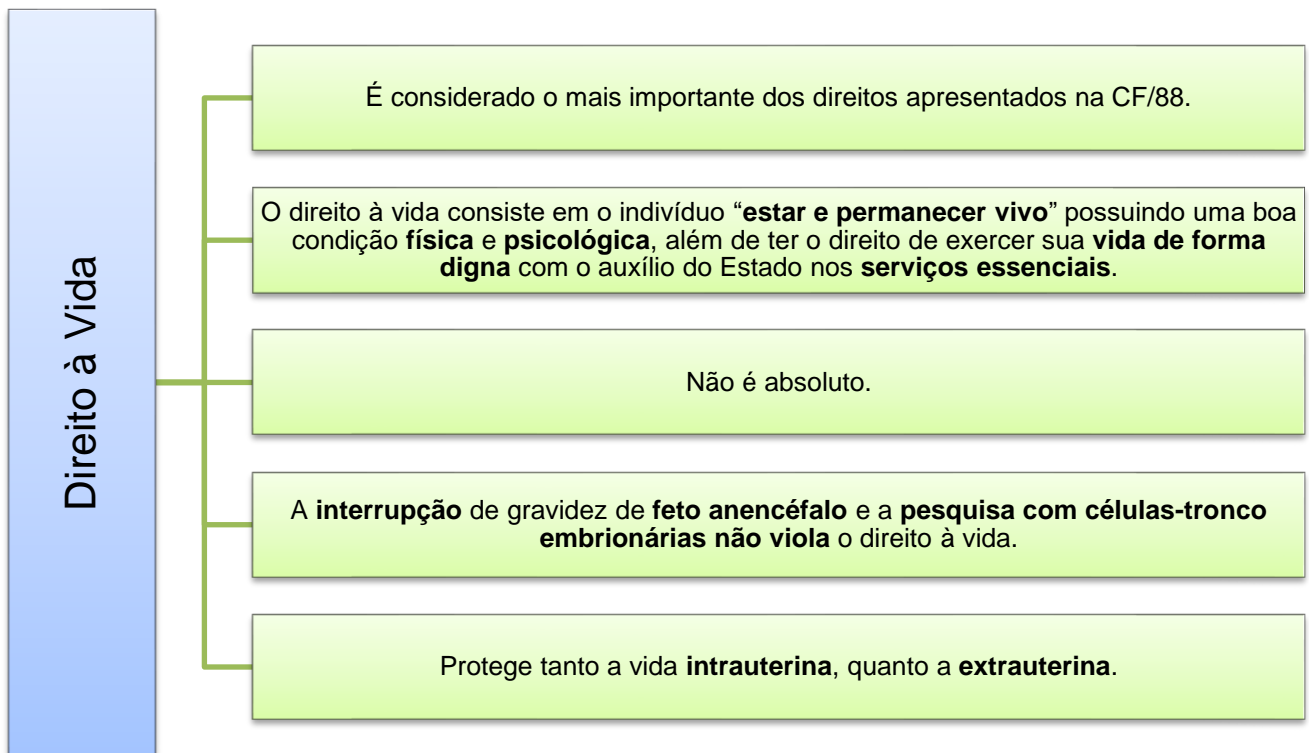 Direito à Vida
É considerado o mais importante dos direitos apresentados na CF/88.
O direito à vida consiste em o indivíduo “estar e permanecer vivo” possuindo uma boa
condição física e psicológica, além de ter o direito de exercer sua vida de forma
digna com o auxílio do Estado nos serviços essenciais.
Não é absoluto.
A interrupção de gravidez de feto anencéfalo e a pesquisa com células-tronco
embrionárias não viola o direito à vida.
Protege tanto a vida intrauterina, quanto a extrauterina.